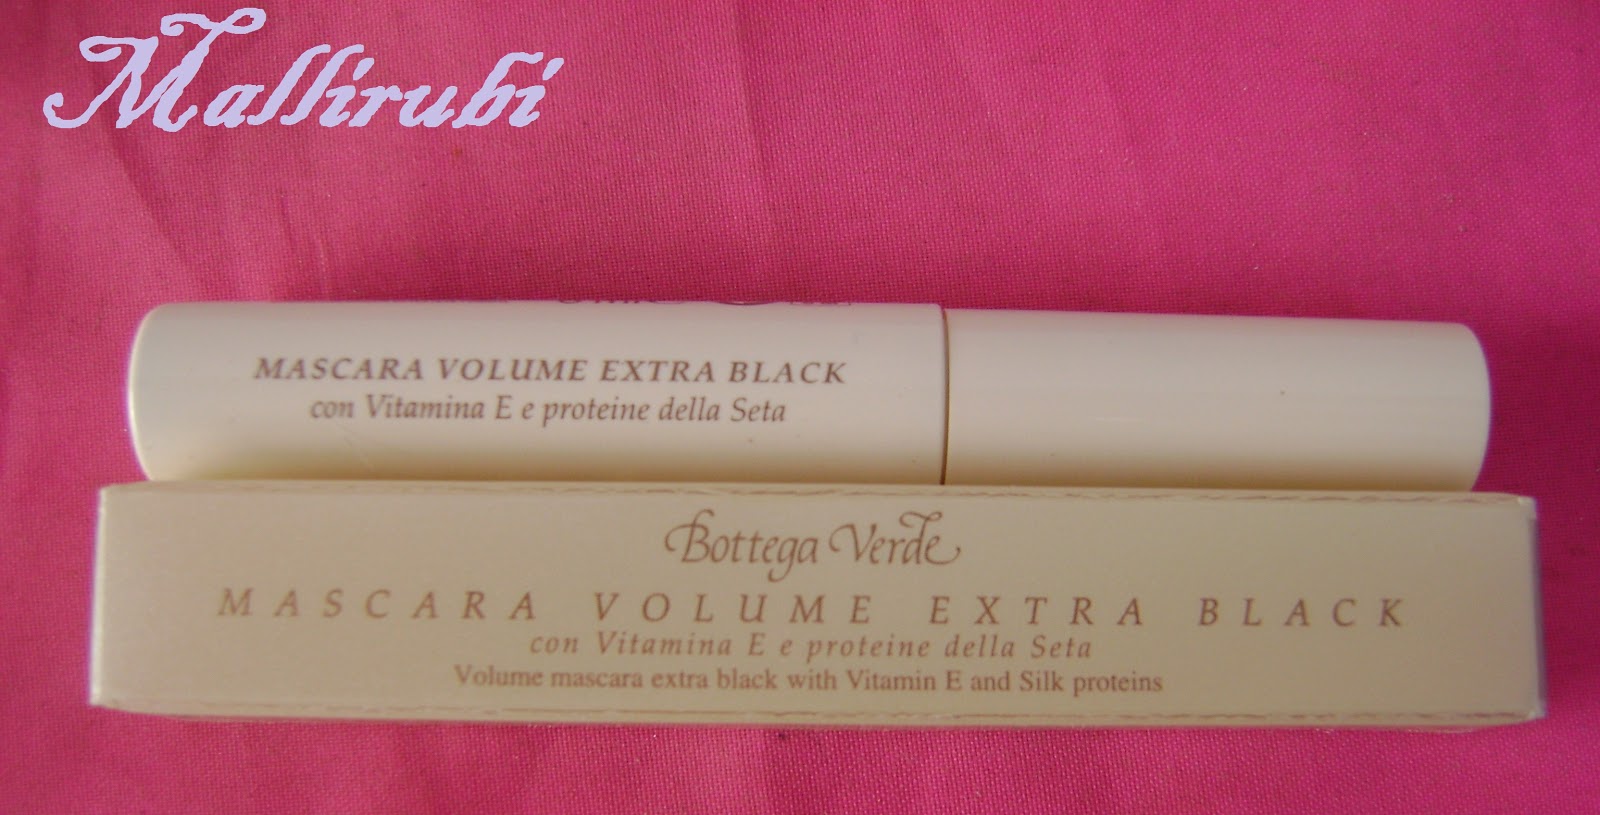 Mallirubi
MASCARA VOLUME EXTRA BLACK
con Vitamina E e proteine della Seta
Bottega Verde
MASCARA VOLUME EXTRA BLACK
con Vitamina E e proteine della Seta
Volume mascara extra black with Vitamin E and Silk proteins